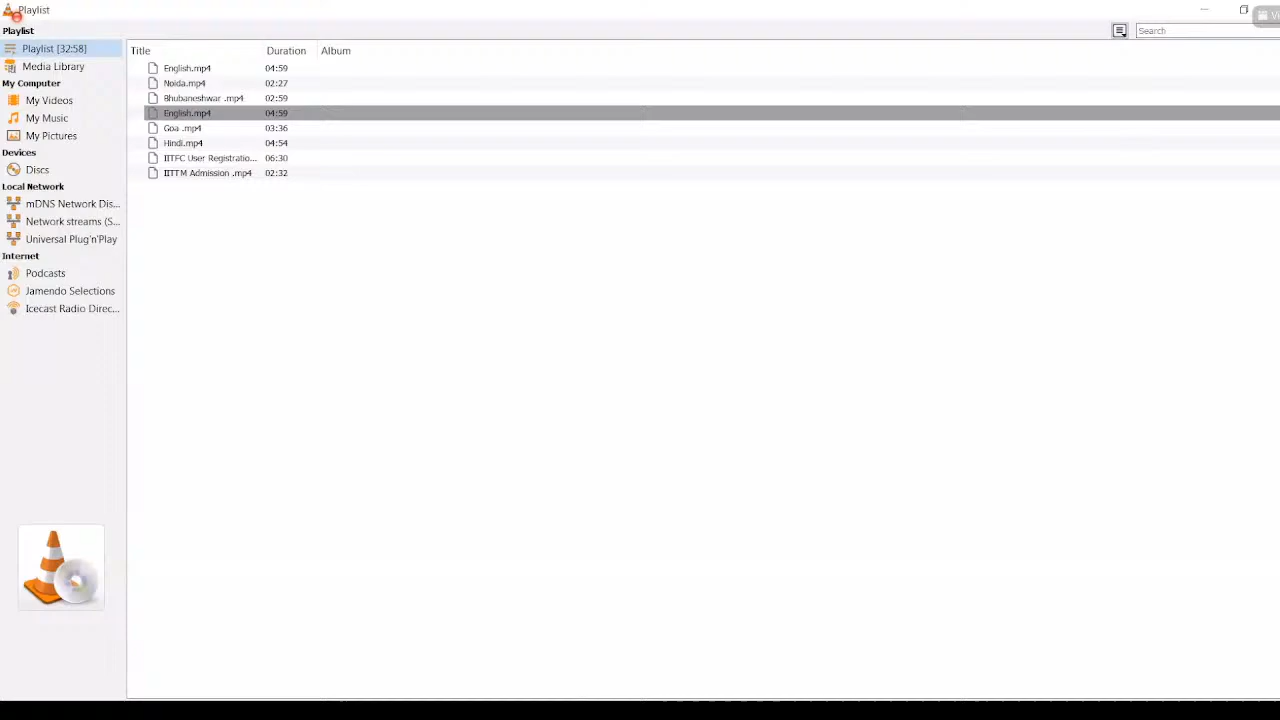 Playlist
Playlist
Search
Playlist [32:58]
Media Library
My Computer
My Videos
My Music
My Pictures
Devices
Discs
Local Network
mDNS Network Dis...
Network streams (S...
Universal Plug'n'Play
Internet
Podcasts
Jamendo Selections
Icecast Radio Direc...
Title Duration Album
English.mp4 04:59
Noida.mp4 02:27
Bhubaneshwar .mp4 02:59
English.mp4 04:59
Goa .mp4 03:36
Hindi.mp4 04:54
IITFC User Registratio... 06:30
IITTM Admission .mp4 02:32